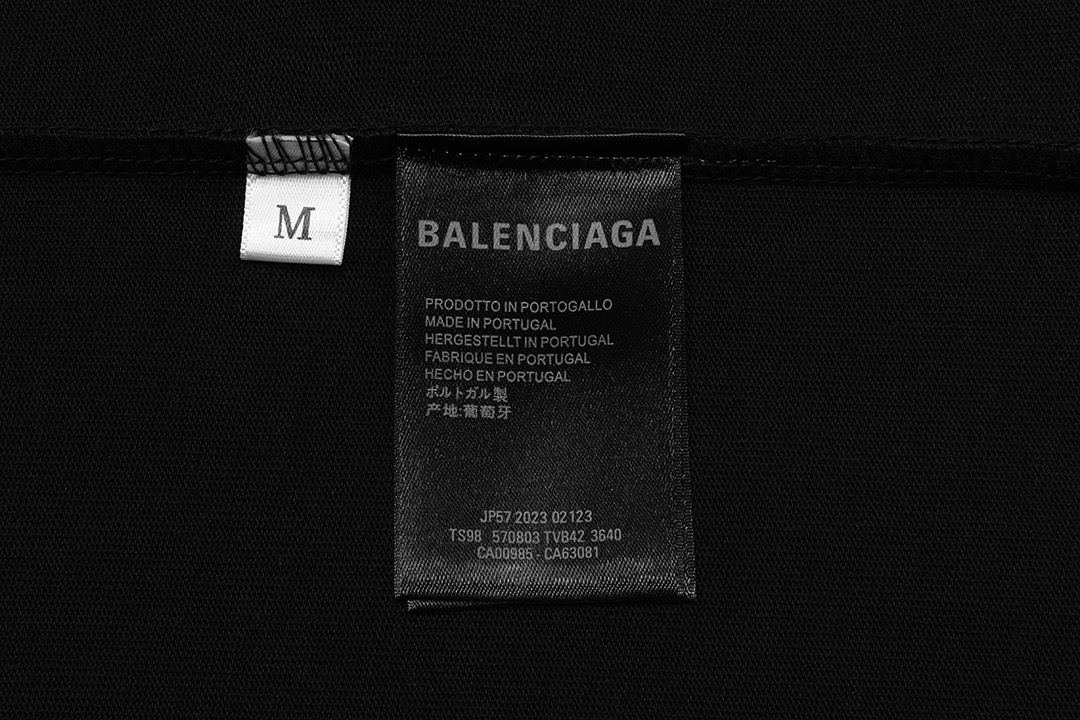 M
BALENCIAGA
PRODOTTO IN PORTOGALLO
MADE IN PORTUGAL
HERGESTELLT IN PORTUGAL
FABRIQUE EN PORTUGAL
HECHO EN PORTUGAL
ポルトガル製
产地:葡萄牙
JP57 2023 02123
TS98 570803 TVB42 3640
CA00985 - CA63081